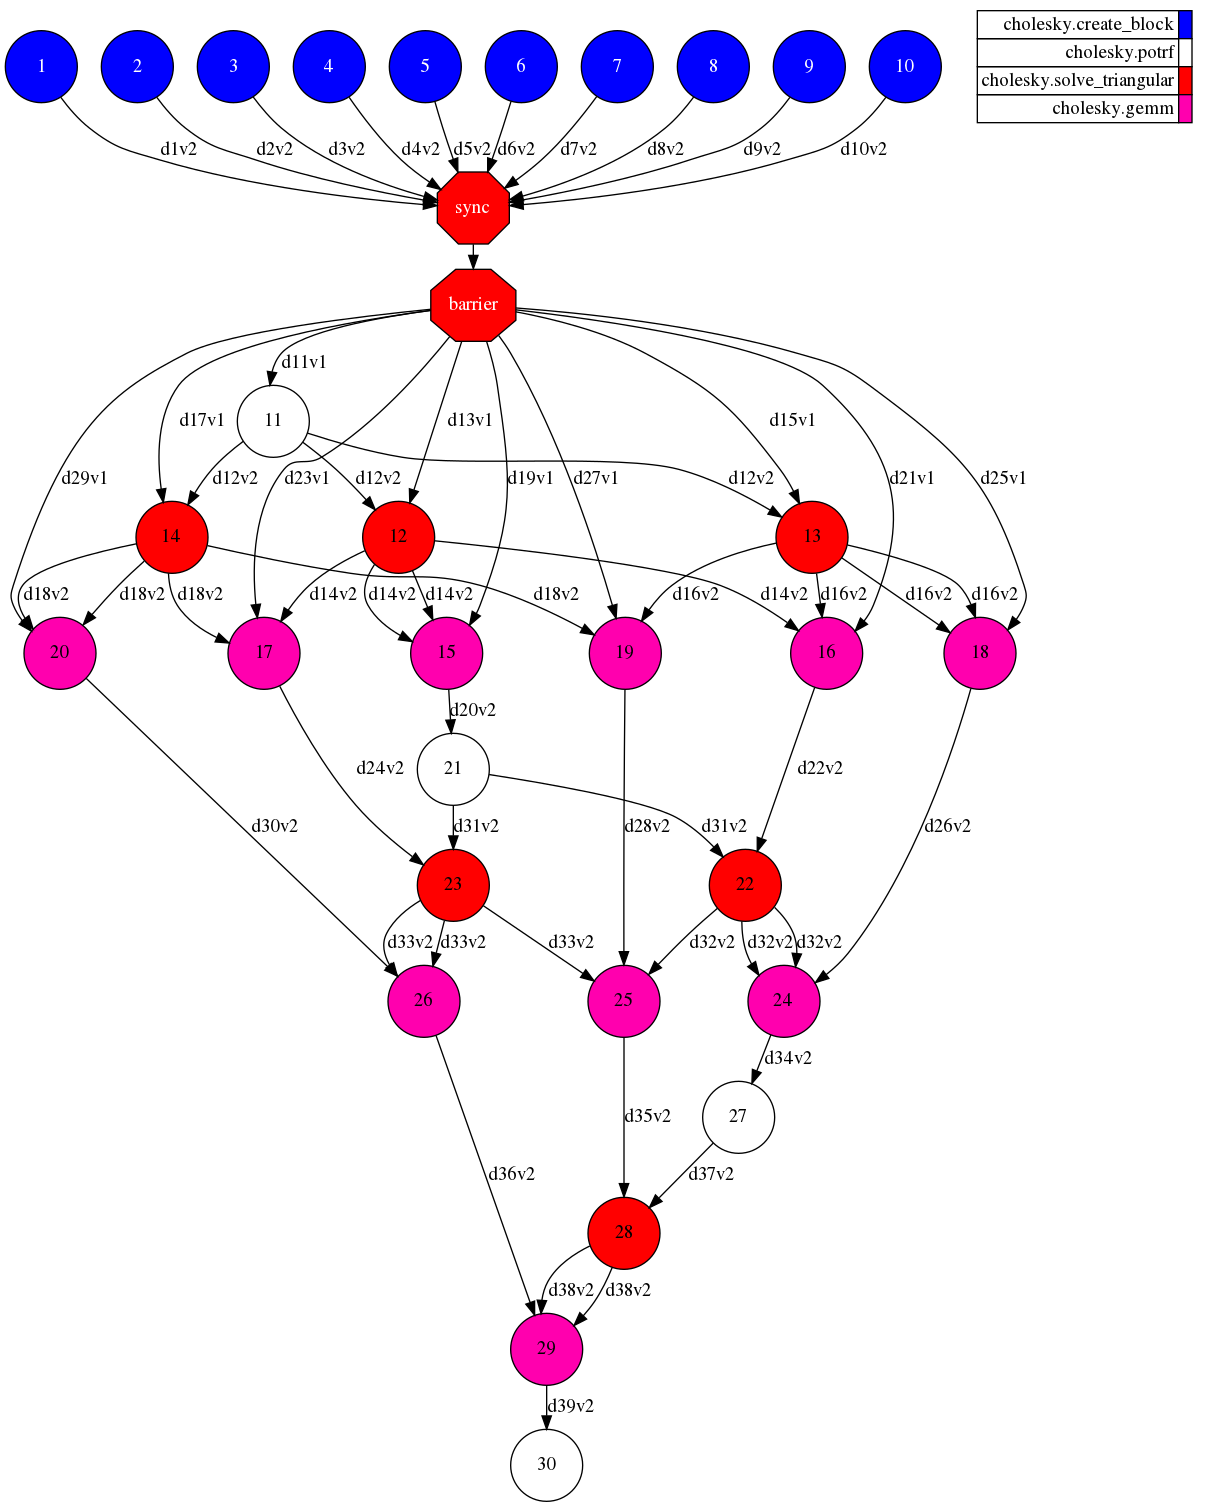 cholesky.create_block
cholesky.potrf
cholesky.solve_triangular
cholesky.gemm
1 2 3 4 5 6 7 8 9 10
d1v2 d2v2 d3v2 d4v2 d5v2 d6v2 d7v2 d8v2 d9v2 d10v2
sync
barrier
d11v1
d17v1 11 d13v1 d15v1
d29v1 d12v2 d23v1 d12v2 d19v1 d27v1 d12v2 d21v1 d25v1
14 12 13
d18v2 d18v2 d18v2 d14v2 d14v2 d14v2 d18v2 d16v2 d14v2 d16v2 d16v2 d16v2
20 17 15 19 16 18
d20v2
d24v2 21 d22v2
d30v2 d31v2 d28v2 d31v2 d26v2
23 22
d33v2 d33v2 d33v2 d32v2 d32v2 d32v2
26 25 24
d34v2
d35v2 27
d36v2 d37v2
28
d38v2 d38v2
29
d39v2
30